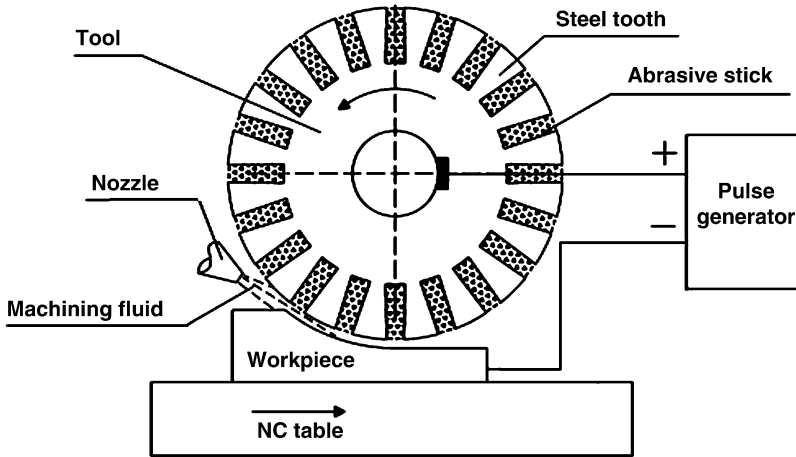 Steel tooth
Tool
Abrasive stick
+
Nozzle
Pulse
generator
−
Machining fluid
Workpiece
NC table